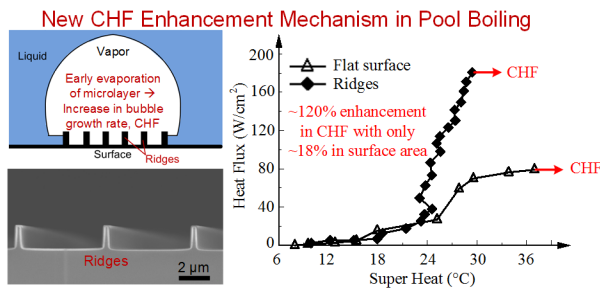 New CHF Enhancement Mechanism in Pool Boiling
Liquid
Vapor
Early evaporation
of microlayer →
Increase in bubble
growth rate, CHF
Surface
Ridges
Ridges
2 µm
Heat Flux (W/cm²)
200
160
120
80
40
0
Flat surface
Ridges
CHF
~120% enhancement
in CHF with only
~18% in surface area
CHF
6 12 18 24 30 36
Super Heat (°C)